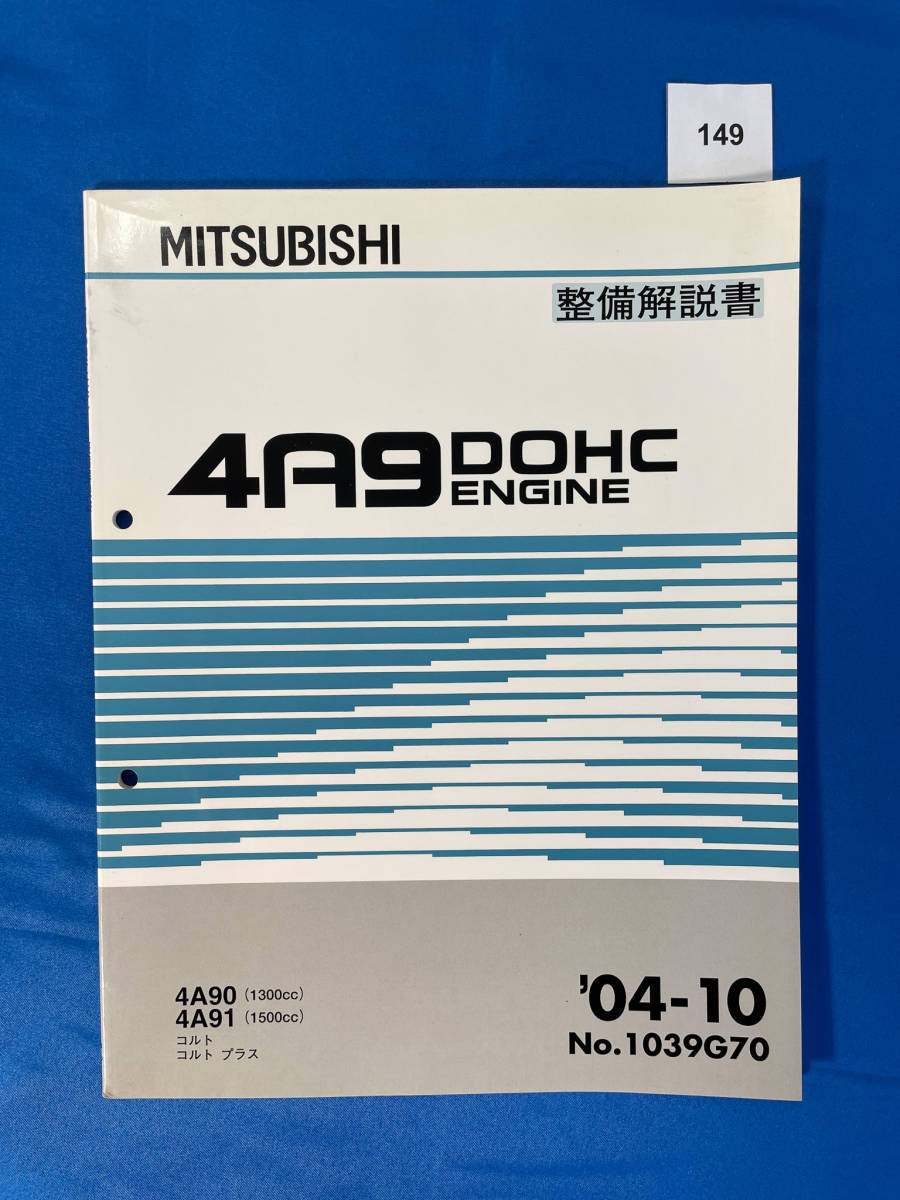 149
MITSUBISHI
整備解説書
4A9 DOHC
ENGINE
4A90 (1300cc)
4A91 (1500cc)
コルト
コルト プラス
'04-10
No.1039G70